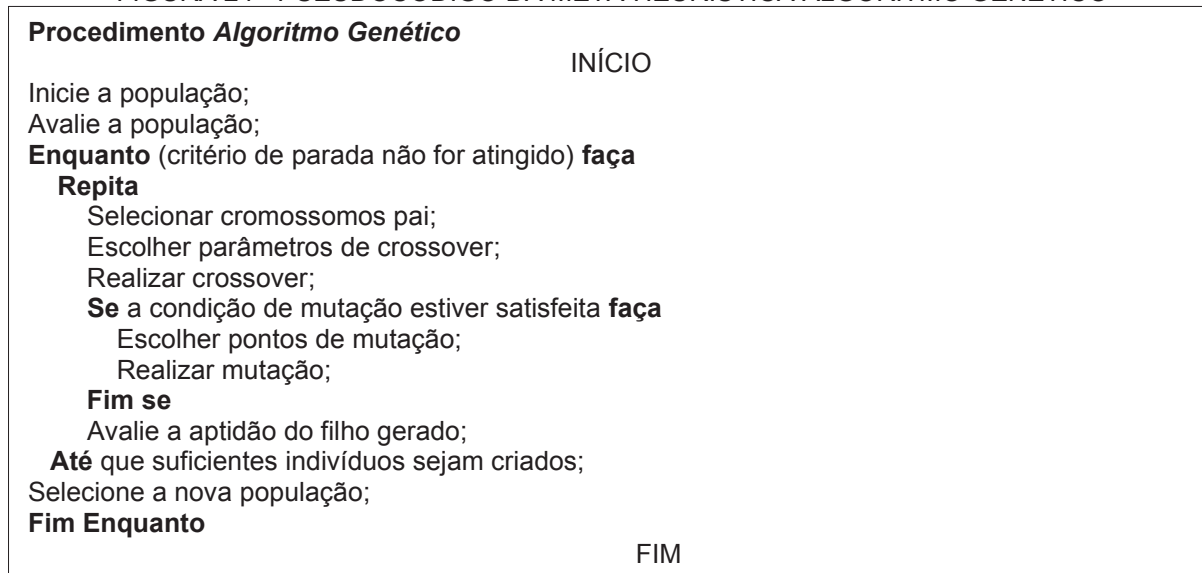 Procedimento Algoritmo Genético
INÍCIO
Inicie a população;
Avalie a população;
Enquanto (critério de parada não for atingido) faça
Repita
Selecionar cromossomos pai;
Escolher parâmetros de crossover;
Realizar crossover;
Se a condição de mutação estiver satisfeita faça
Escolher pontos de mutação;
Realizar mutação;
Fim se
Avalie a aptidão do filho gerado;
Até que suficientes indivíduos sejam criados;
Selecione a nova população;
Fim Enquanto
FIM